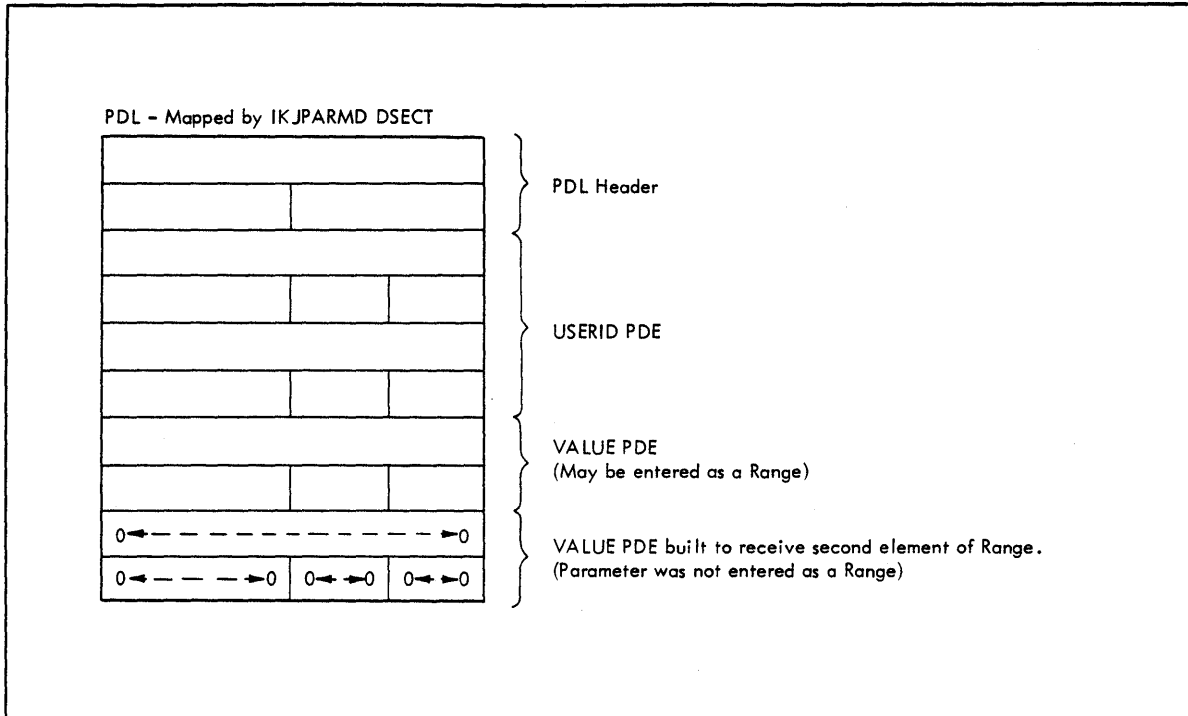 PDL - Mapped by IKJPARMD DSECT
PDL Header
USERID PDE
VALUE PDE
(May be entered as a Range)
0 0
VALUE PDE built to receive second element of Range.
0 0 0 0 0 0
(Parameter was not entered as a Range)